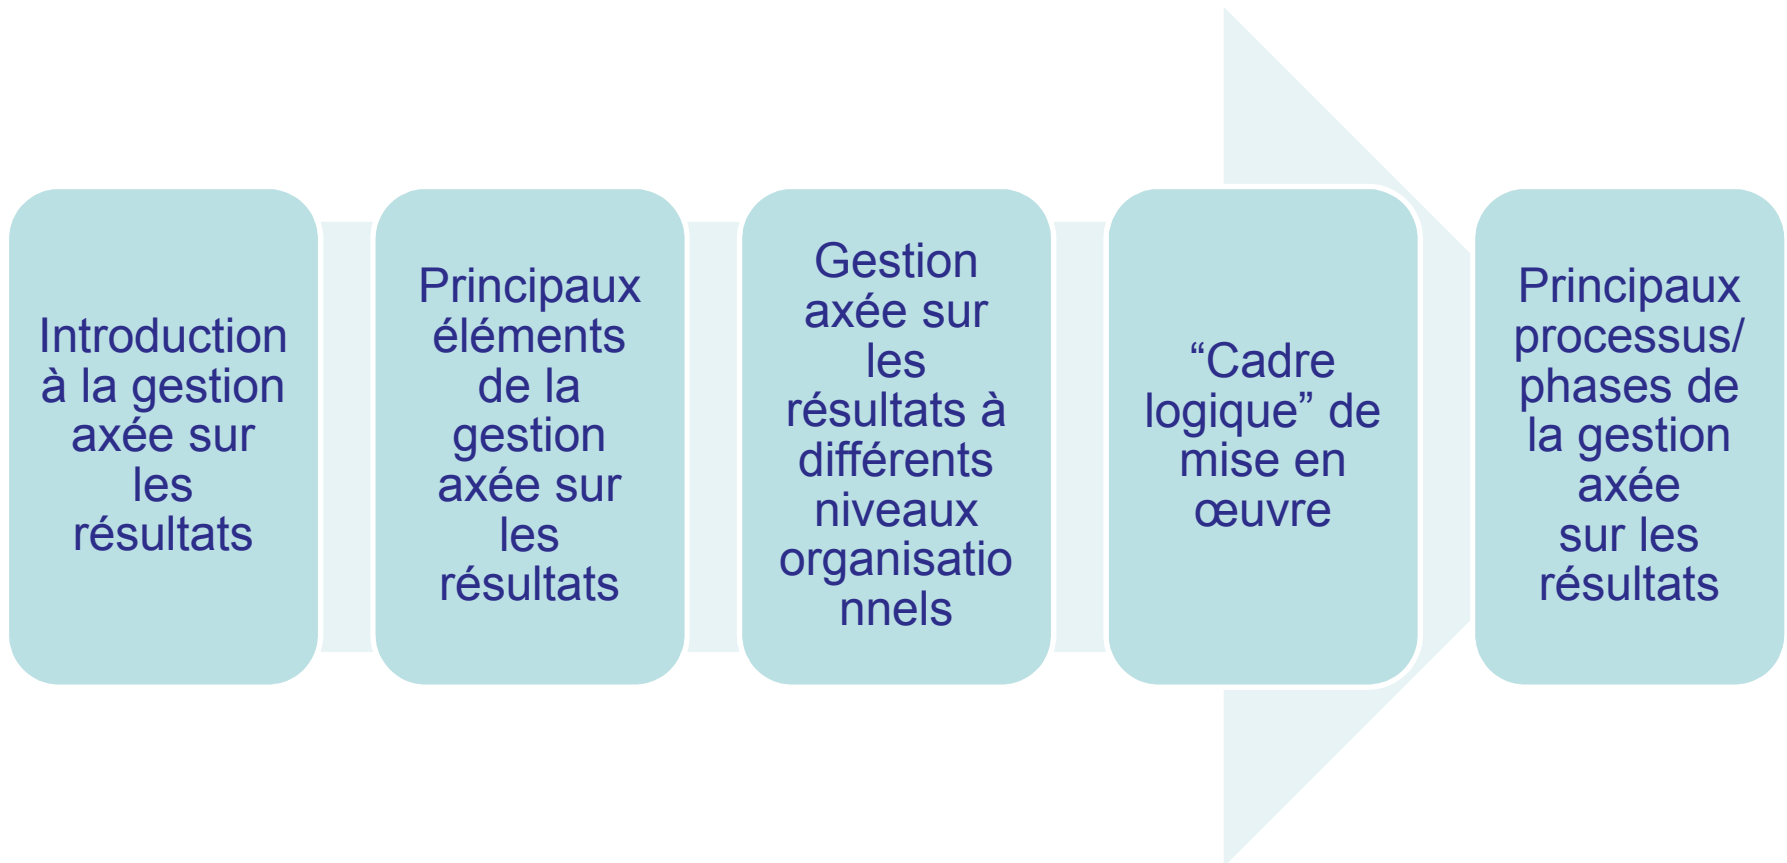 Introduction
à la gestion
axée sur
les
résultats
Principaux
éléments
de la
gestion
axée sur
les
résultats
Gestion
axée sur
les
résultats à
différents
niveaux
organisatio
nnels
“Cadre
logique” de
mise en
œuvre
Principaux
processus/
phases de
la gestion
axée
sur les
résultats